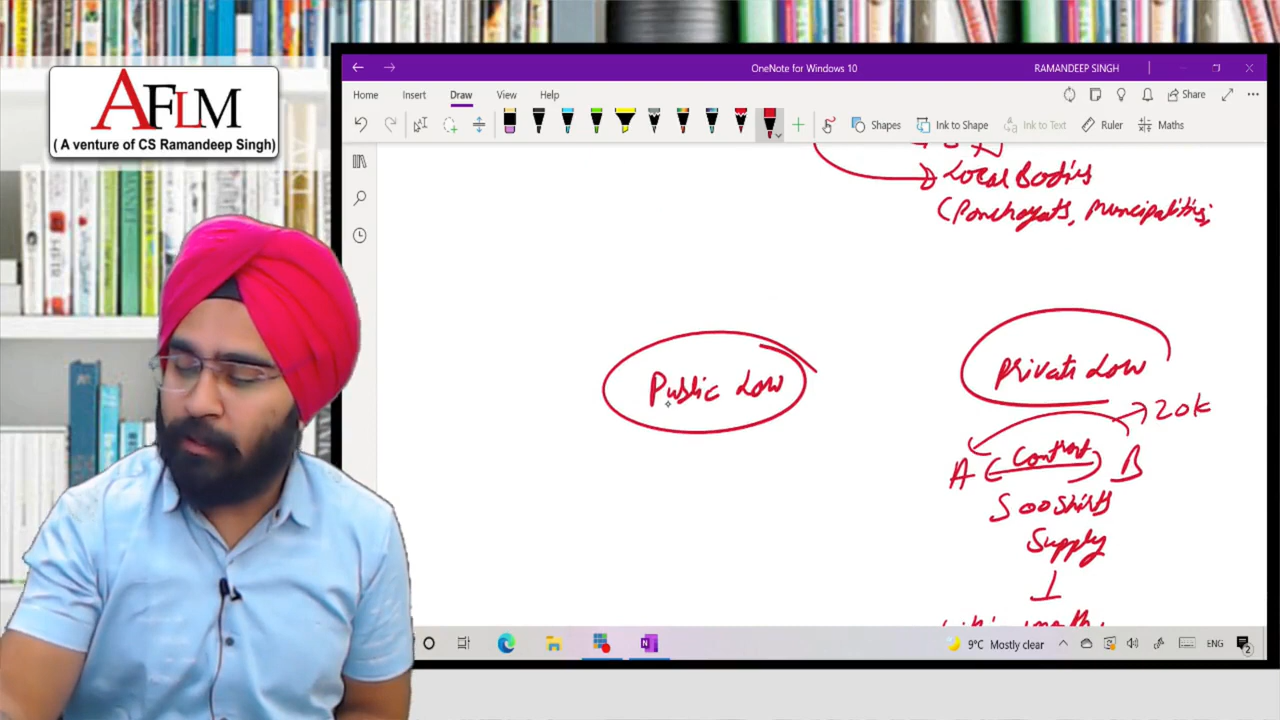 AFLM
( A venture of CS Ramandeep Singh)
OneNote for Windows 10
RAMANDEEP SINGH
Home Insert Draw View Help
Share
Shapes
Ink to Shape
Ink to Text
Ruler
Maths
Local Bodies
(Panchayats, Municipalities,
Public Law
Private Law
20k
A (Contract) B
500 Shirts
Supply
9°C Mostly clear
ENG
2